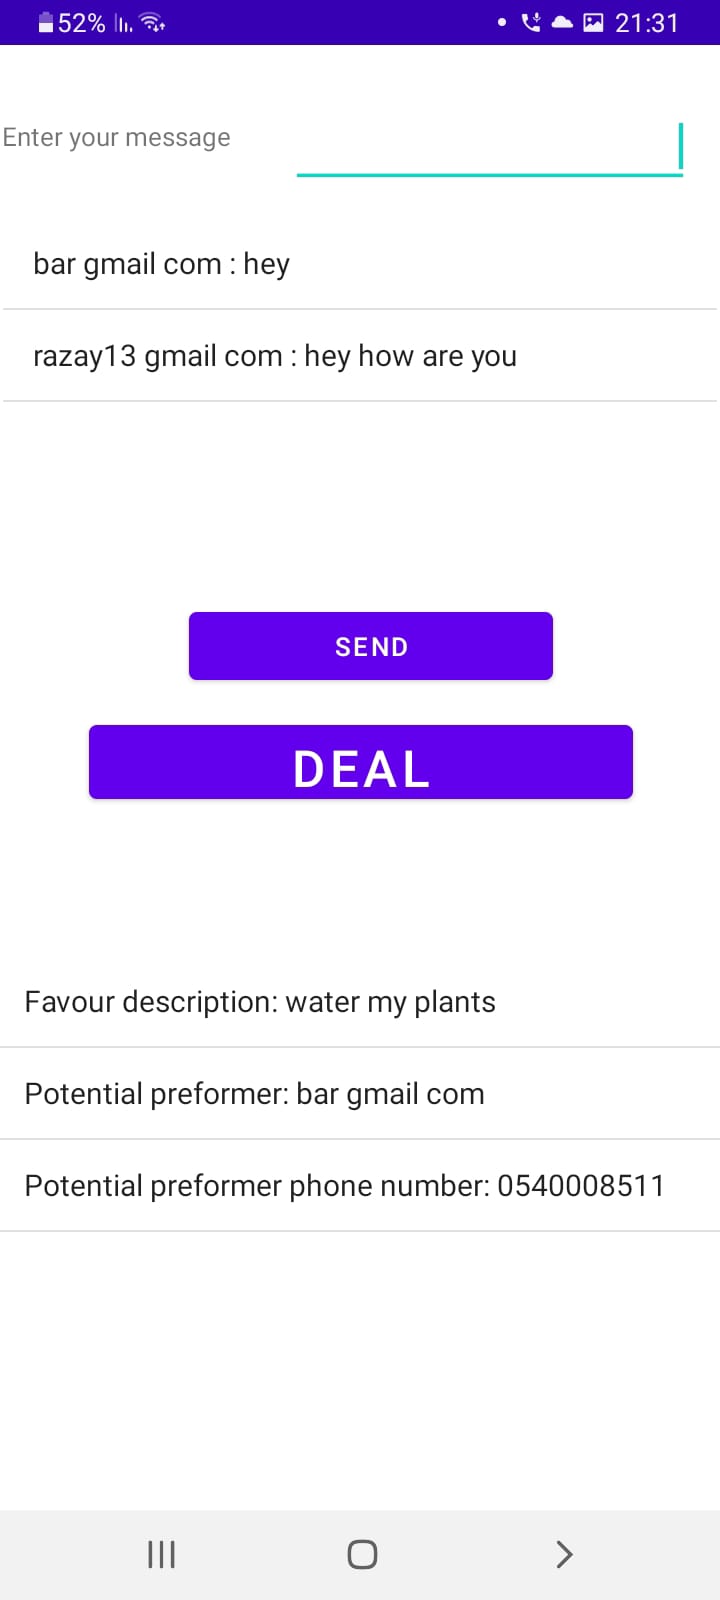 52% 21:31
Enter your message
bar gmail com : hey
razay13 gmail com : hey how are you
SEND
DEAL
Favour description: water my plants
Potential preformer: bar gmail com
Potential preformer phone number: 0540008511